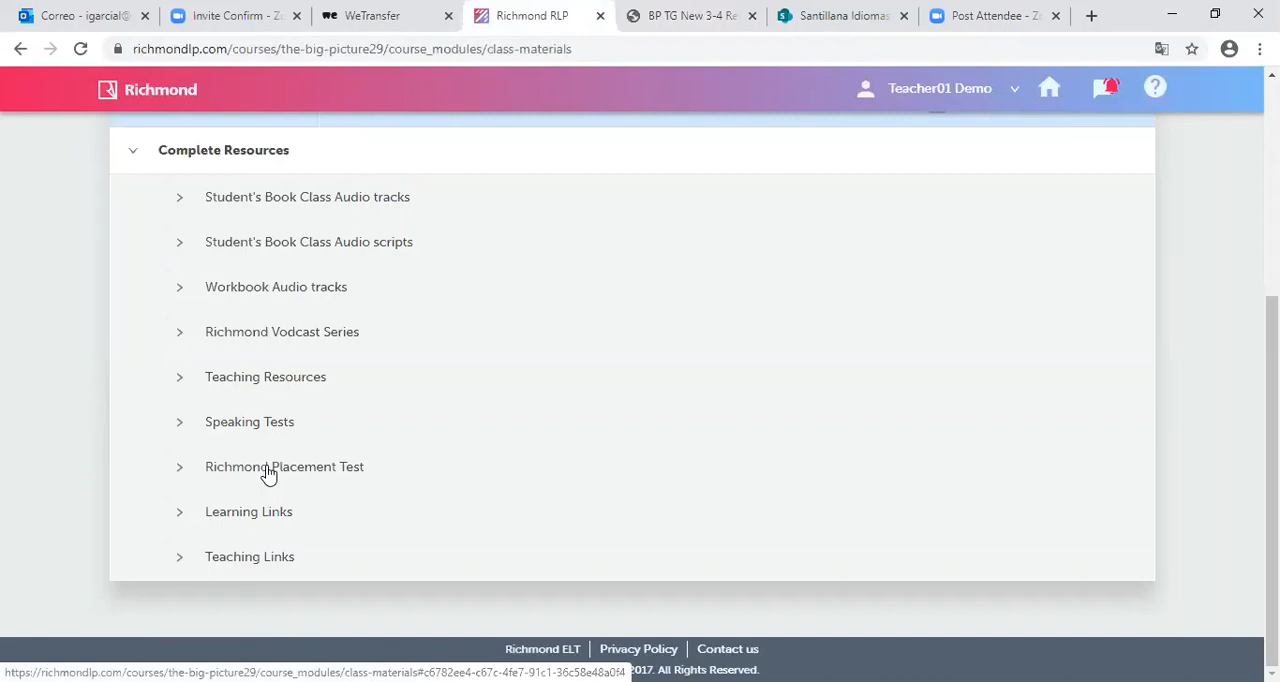 Correo - igarcial@
Invite Confirm - Zo
WeTransfer
Richmond RLP
BP TG New 3-4 Re
Santillana Idiomas
Post Attendee - Zo
richmondlp.com/courses/the-big-picture29/course_modules/class-materials
Richmond
Teacher01 Demo
Complete Resources
Student's Book Class Audio tracks
Student's Book Class Audio scripts
Workbook Audio tracks
Richmond Vodcast Series
Teaching Resources
Speaking Tests
Richmond Placement Test
Learning Links
Teaching Links
Richmond ELT | Privacy Policy | Contact us
2017. All Rights Reserved.
https://richmondlp.com/courses/the-big-picture29/course_modules/class-materials#c6782ee4-c67c-4fe7-91c1-36c58e48a0f4